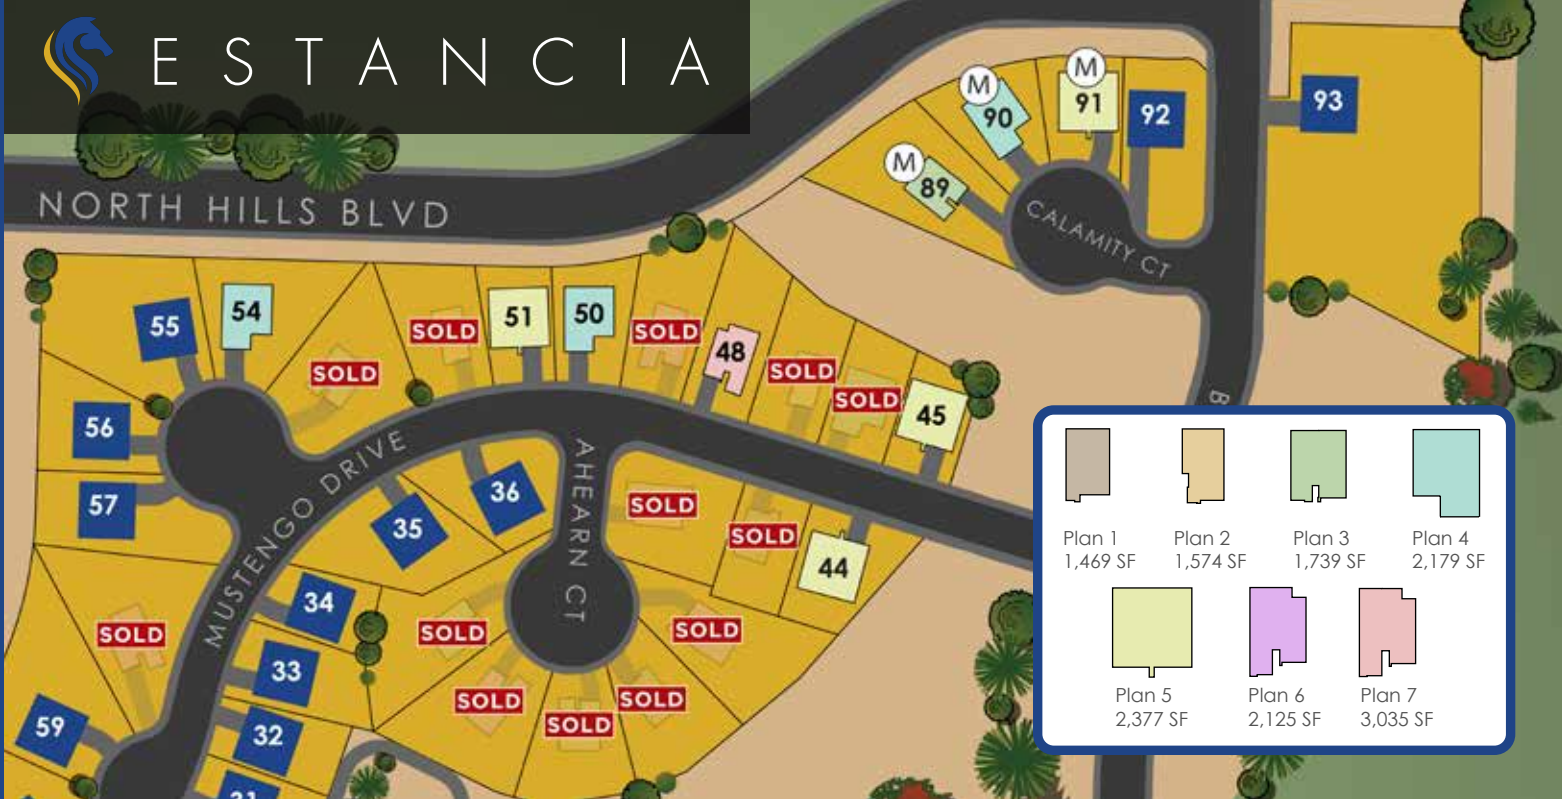 ESTANCIA
NORTH HILLS BLVD
M
90
M
91
92
93
M
89
CALAMITY CT
B
55
54
SOLD
SOLD
51
50
SOLD
48
SOLD
SOLD
45
56
57
MUSTENGO DRIVE
35
36
AHEARN CT
SOLD
SOLD
44
34
33
32
31
59
SOLD
SOLD
SOLD
SOLD
SOLD
SOLD
Plan 1
1,469 SF
Plan 2
1,574 SF
Plan 3
1,739 SF
Plan 4
2,179 SF
Plan 5
2,377 SF
Plan 6
2,125 SF
Plan 7
3,035 SF